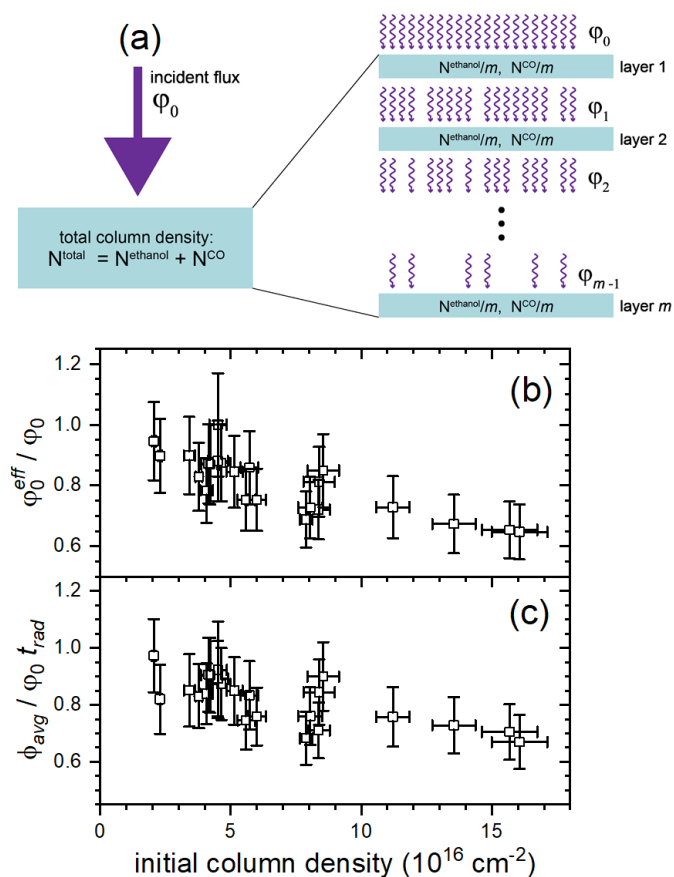 (a)
incident flux
φ₀
total column density:
Nᵗᵒᵗᵃˡ = Nᵉᵗʰᵃⁿᵒˡ + Nᶜᴼ
φ₀
Nᵉᵗʰᵃⁿᵒˡ/m, Nᶜᴼ/m layer 1
φ₁
Nᵉᵗʰᵃⁿᵒˡ/m, Nᶜᴼ/m layer 2
φ₂
φₘ₋₁
Nᵉᵗʰᵃⁿᵒˡ/m, Nᶜᴼ/m layer m
(b)
φ₀ᵉᶠᶠ / φ₀
1.2
1.0
0.8
0.6
(c)
ϕₐᵥ₉ / φ₀ tᵣₐ𝒹
1.2
1.0
0.8
0.6
0 5 10 15
initial column density (10¹⁶ cm⁻²)